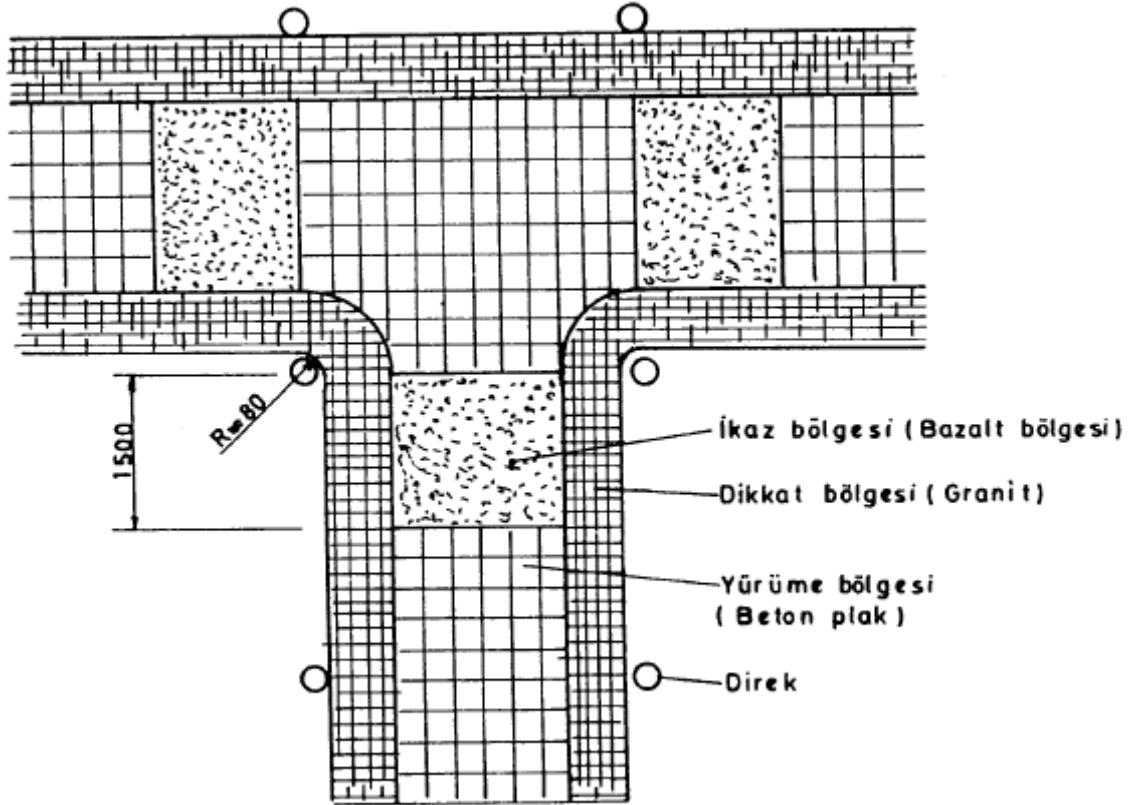 R=80
1500
İkaz bölgesi (Bazalt bölgesi)
Dikkat bölgesi (Granit)
Yürüme bölgesi
(Beton plak)
Direk